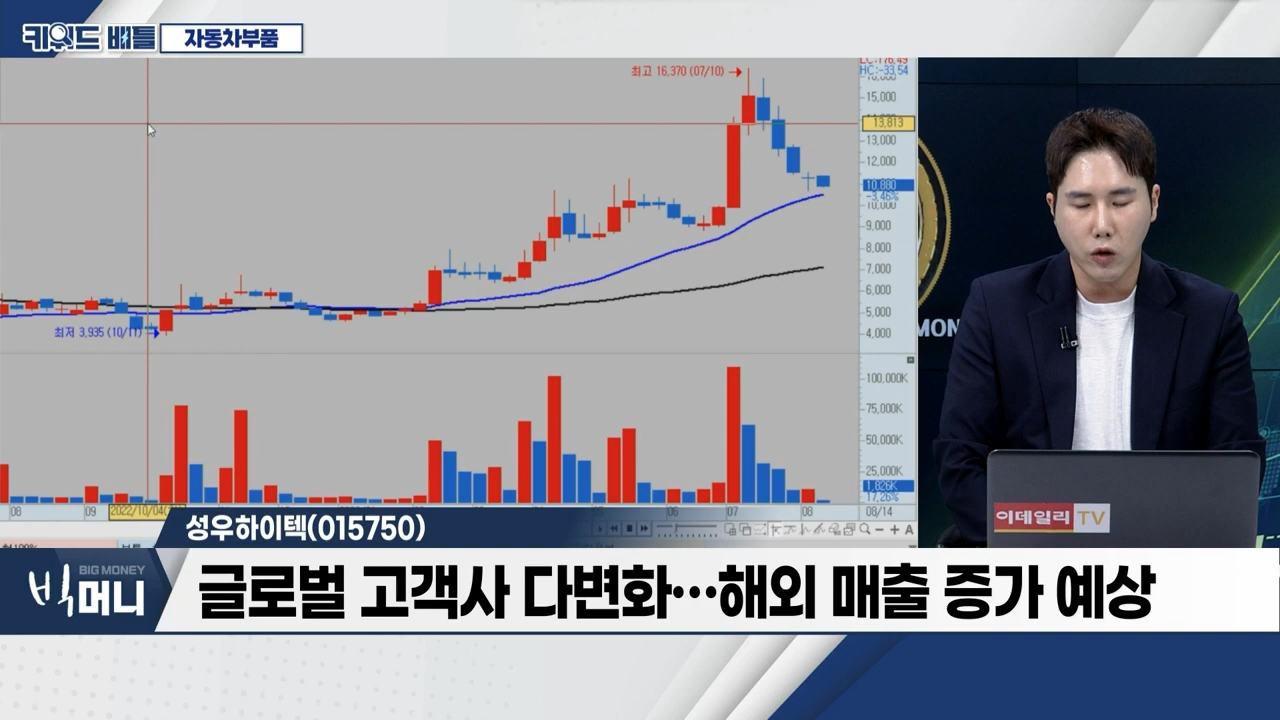 키워드 배틀
자동차부품
최고 16,370 (07/10)
HC:-33,54
15,000
13,813
13,000
12,000
10,880
-3,46%
10,000
9,000
8,000
7,000
6,000
5,000
4,000
최저 3,935 (10/11)
100,000K
75,000K
50,000K
25,000K
1,826K
17,26%
08
09
2022/10/04
06
07
08
08/14
성우하이텍(015750)
이데일리 TV
BIG MONEY
빅머니
글로벌 고객사 다변화···해외 매출 증가 예상